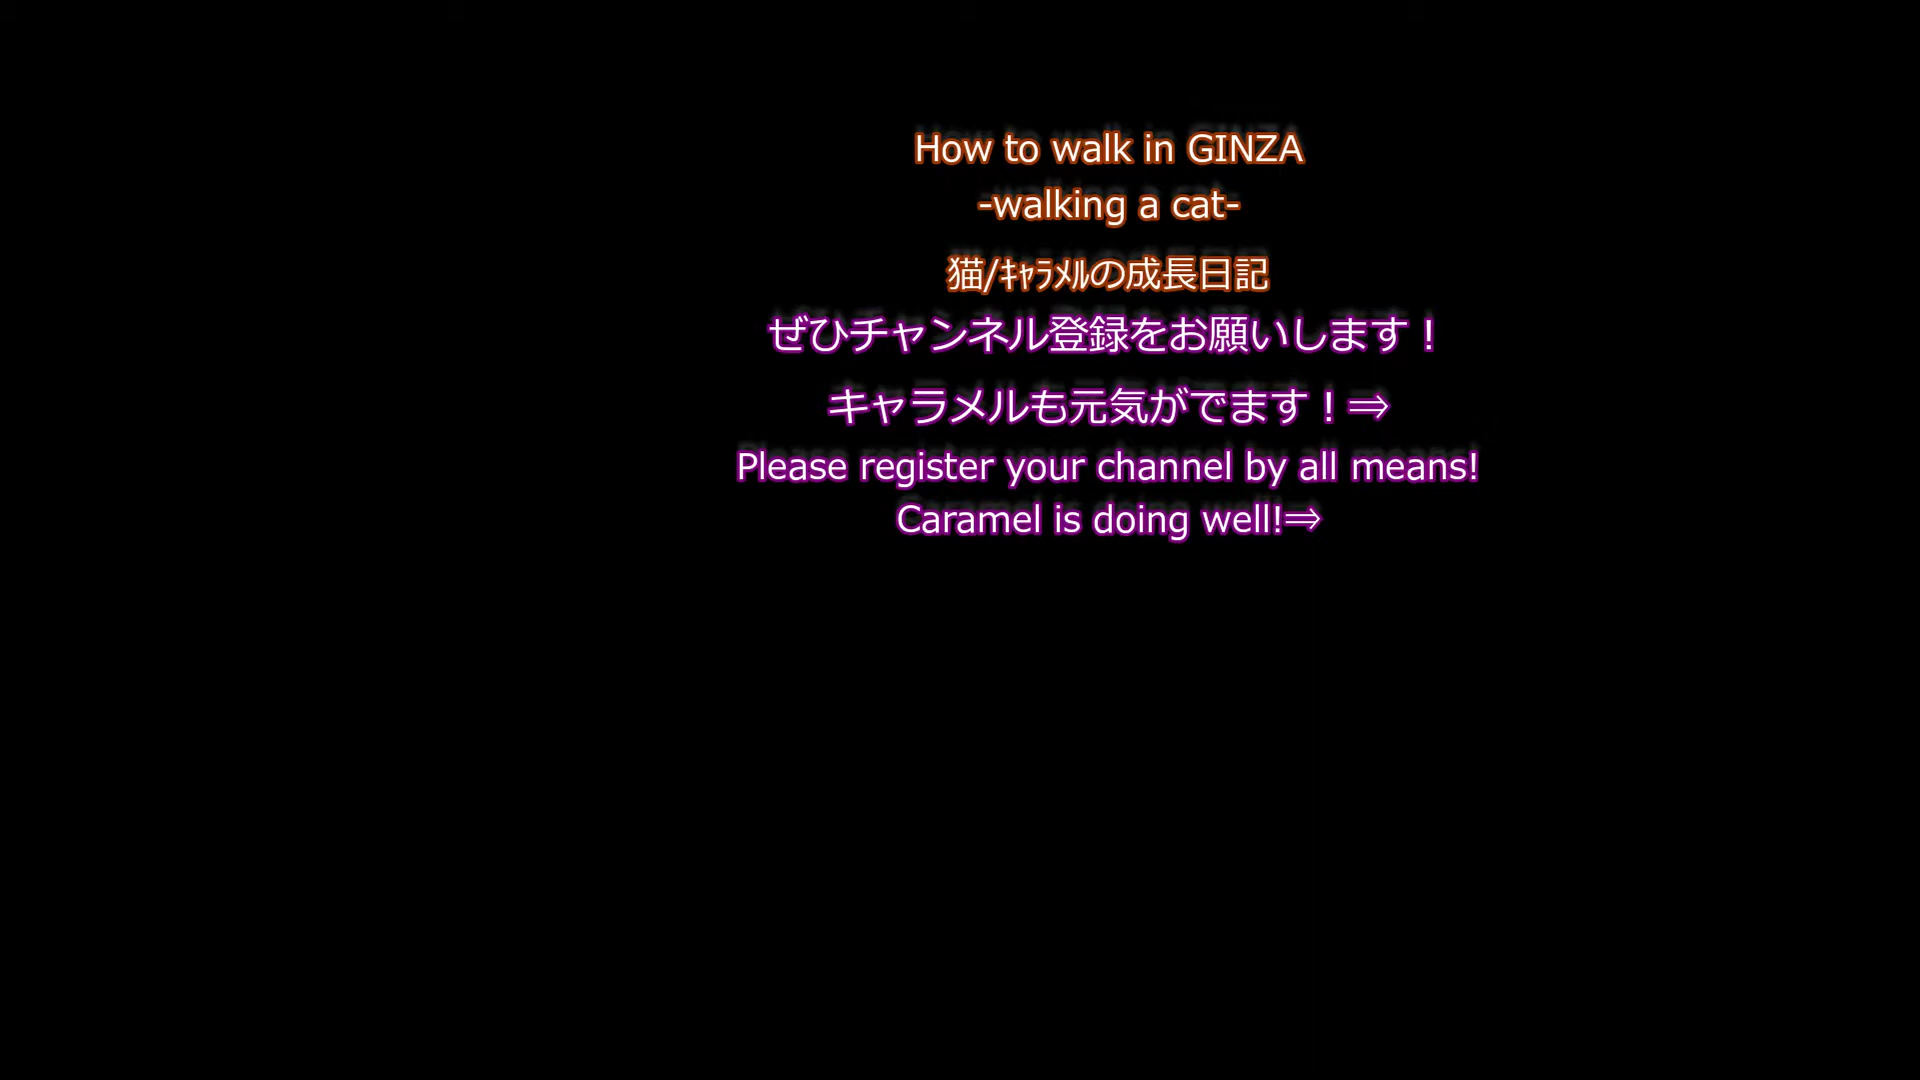 How to walk in GINZA
-walking a cat-
猫/ｷｬﾗﾒﾙの成長日記
ぜひチャンネル登録をお願いします！
キャラメルも元気がでます！⇒
Please register your channel by all means!
Caramel is doing well!⇒